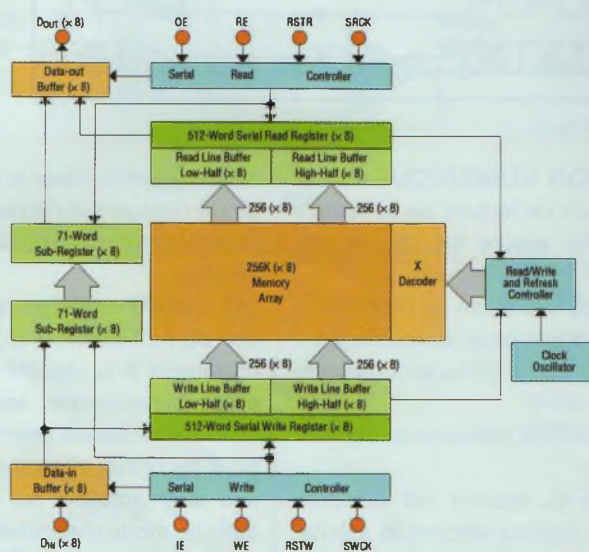 DOUT (× 8)
OE
RE
RSTR
SRCK
Data-out
Buffer (× 8)
Serial Read Controller
512-Word Serial Read Register (× 8)
Read Line Buffer
Low-Half (× 8)
Read Line Buffer
High-Half (× 8)
256 (× 8)
256 (× 8)
71-Word
Sub-Register (× 8)
71-Word
Sub-Register (× 8)
256K (× 8)
Memory
Array
X
Decoder
Read/Write
and Refresh
Controller
Clock
Oscillator
256 (× 8)
256 (× 8)
Write Line Buffer
Low-Half (× 8)
Write Line Buffer
High-Half (× 8)
512-Word Serial Write Register (× 8)
Data-in
Buffer (× 8)
Serial Write Controller
DIN (× 8)
IE
WE
RSTW
SWCK